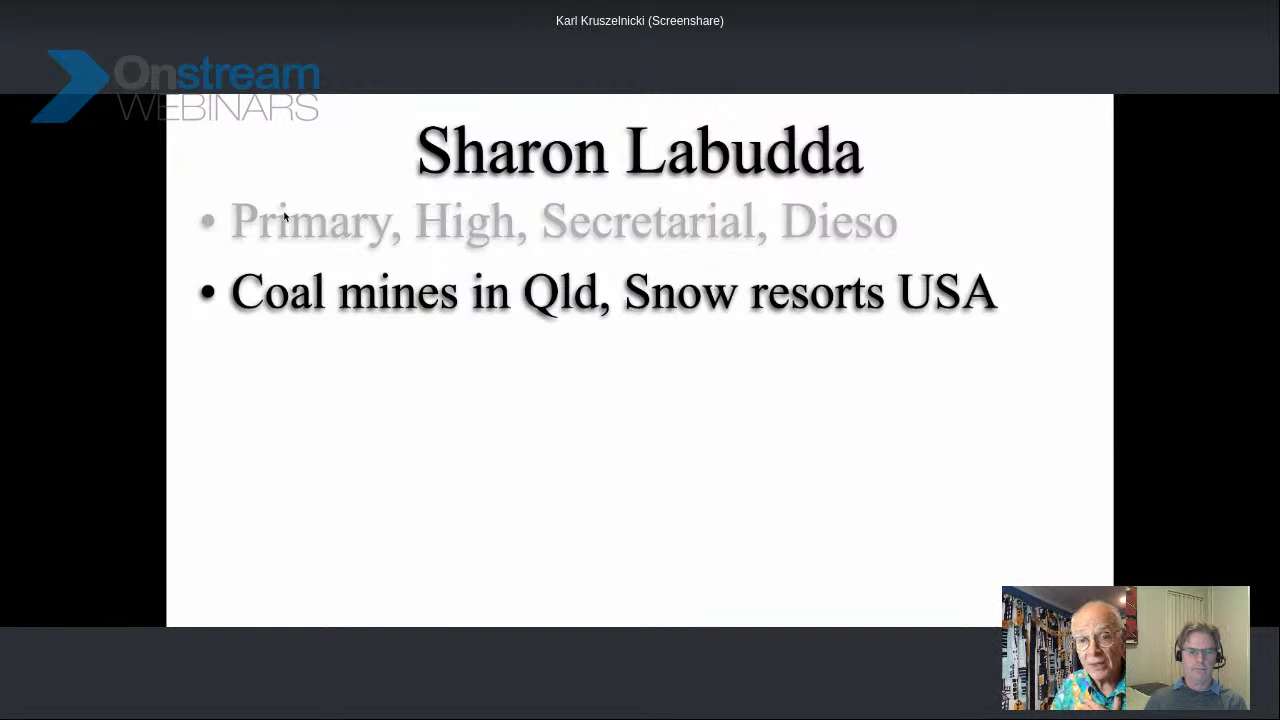 Karl Kruszelnicki (Screenshare)
Onstream
WEBINARS
Sharon Labudda
• Primary, High, Secretarial, Dieso
• Coal mines in Qld, Snow resorts USA